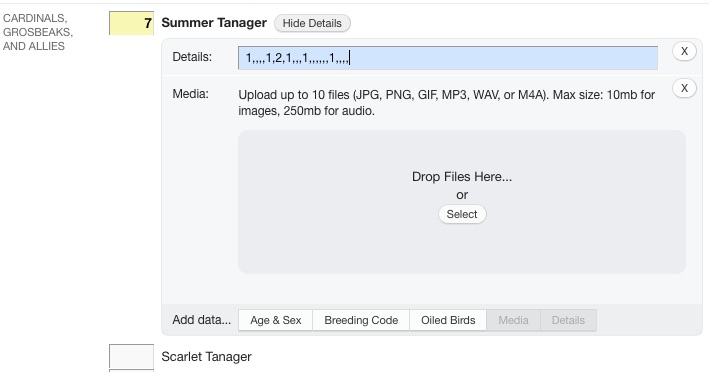 CARDINALS,
GROSBEAKS,
AND ALLIES
7 Summer Tanager Hide Details
Details: 1,,,,1,2,1,,,1,,,,,,1,,,, X
Media: Upload up to 10 files (JPG, PNG, GIF, MP3, WAV, or M4A). Max size: 10mb for X
images, 250mb for audio.
Drop Files Here...
or
Select
Add data... Age & Sex Breeding Code Oiled Birds Media Details
Scarlet Tanager